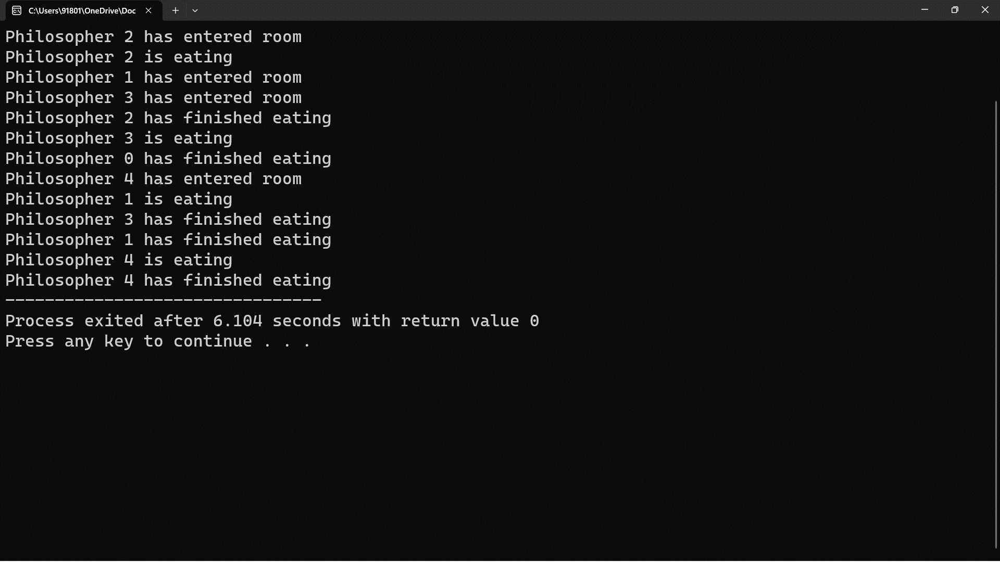 C:\Users\91801\OneDrive\Doc
Philosopher 2 has entered room
Philosopher 2 is eating
Philosopher 1 has entered room
Philosopher 3 has entered room
Philosopher 2 has finished eating
Philosopher 3 is eating
Philosopher 0 has finished eating
Philosopher 4 has entered room
Philosopher 1 is eating
Philosopher 3 has finished eating
Philosopher 1 has finished eating
Philosopher 4 is eating
Philosopher 4 has finished eating
--------------------------------
Process exited after 6.104 seconds with return value 0
Press any key to continue . . .